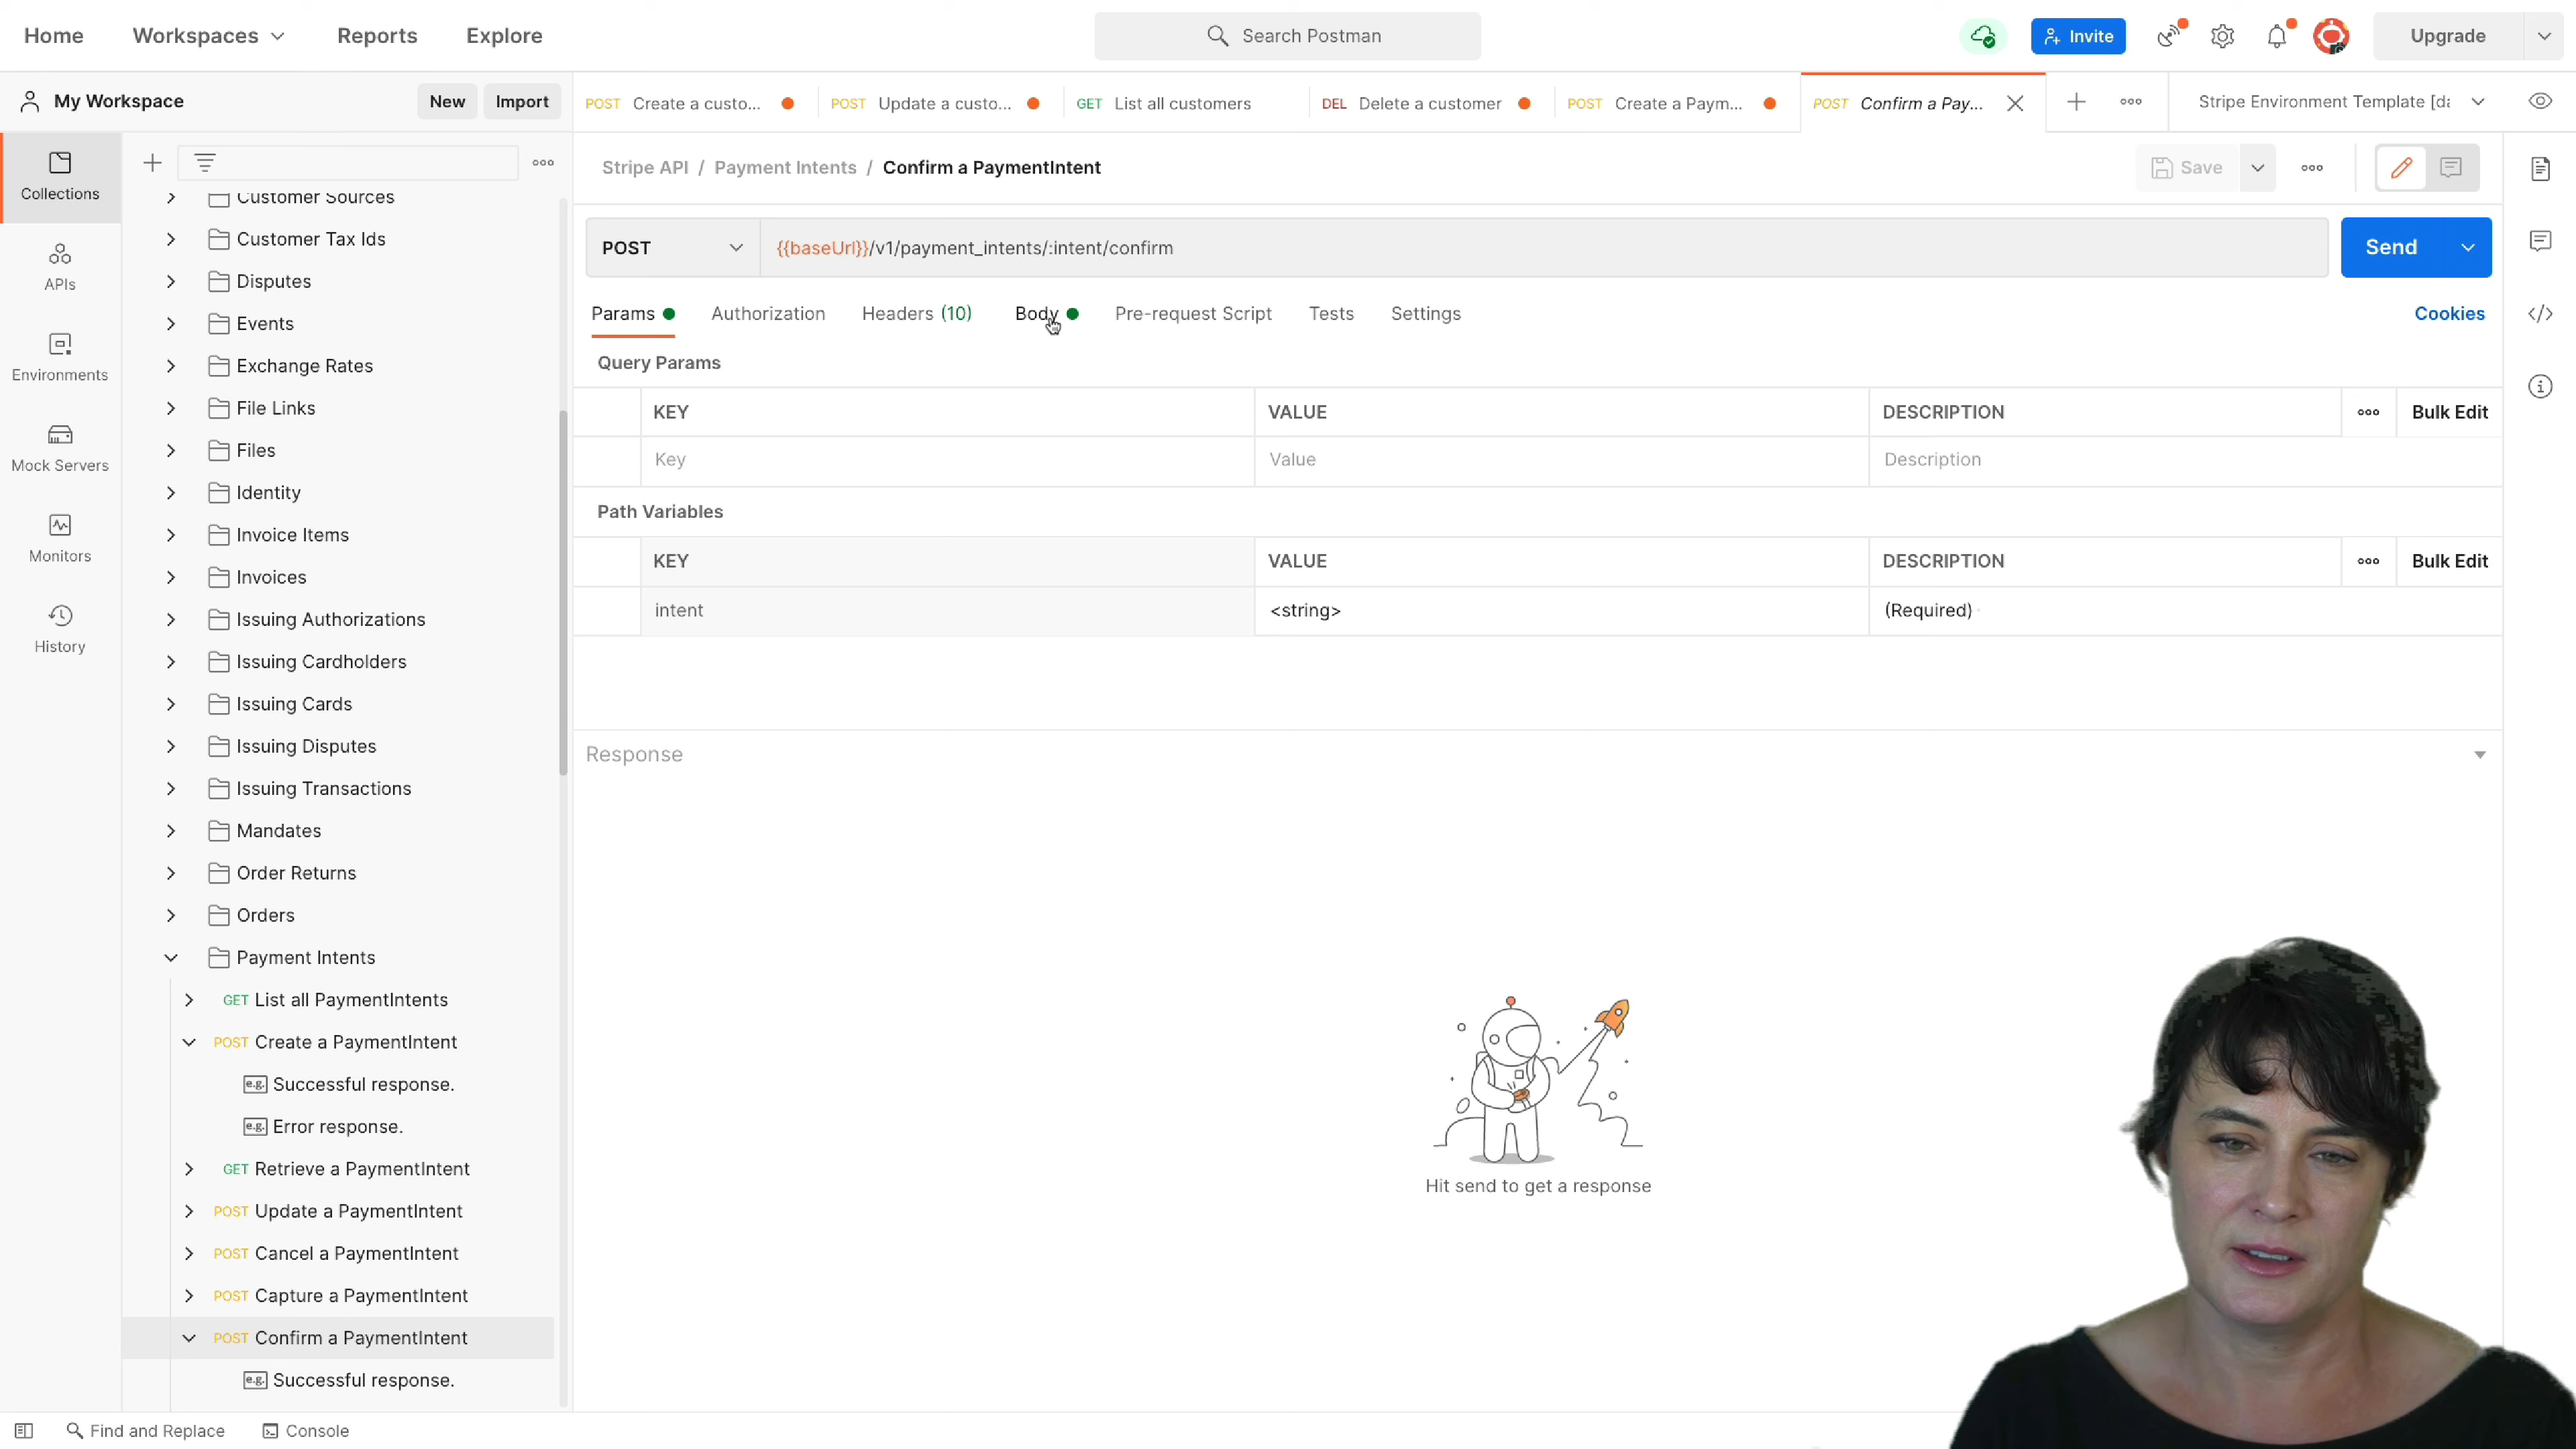 Home
Workspaces
Reports
Explore
Search Postman
Invite
Upgrade
My Workspace
New
Import
POST Create a custo...
POST Update a custo...
GET List all customers
DEL Delete a customer
POST Create a Paym...
POST Confirm a Pay...
Stripe Environment Template [da
Collections
APIs
Environments
Mock Servers
Monitors
History
Customer Sources
Customer Tax Ids
Disputes
Events
Exchange Rates
File Links
Files
Identity
Invoice Items
Invoices
Issuing Authorizations
Issuing Cardholders
Issuing Cards
Issuing Disputes
Issuing Transactions
Mandates
Order Returns
Orders
Payment Intents
GET List all PaymentIntents
POST Create a PaymentIntent
e.g. Successful response.
e.g. Error response.
GET Retrieve a PaymentIntent
POST Update a PaymentIntent
POST Cancel a PaymentIntent
POST Capture a PaymentIntent
POST Confirm a PaymentIntent
e.g. Successful response.
Stripe API / Payment Intents / Confirm a PaymentIntent
Save
POST
{{baseUrl}}/v1/payment_intents/:intent/confirm
Send
Params
Authorization
Headers (10)
Body
Pre-request Script
Tests
Settings
Cookies
Query Params
KEY VALUE DESCRIPTION Bulk Edit
Key Value Description
Path Variables
KEY VALUE DESCRIPTION Bulk Edit
intent <string> (Required)
Response
Hit send to get a response
Find and Replace
Console